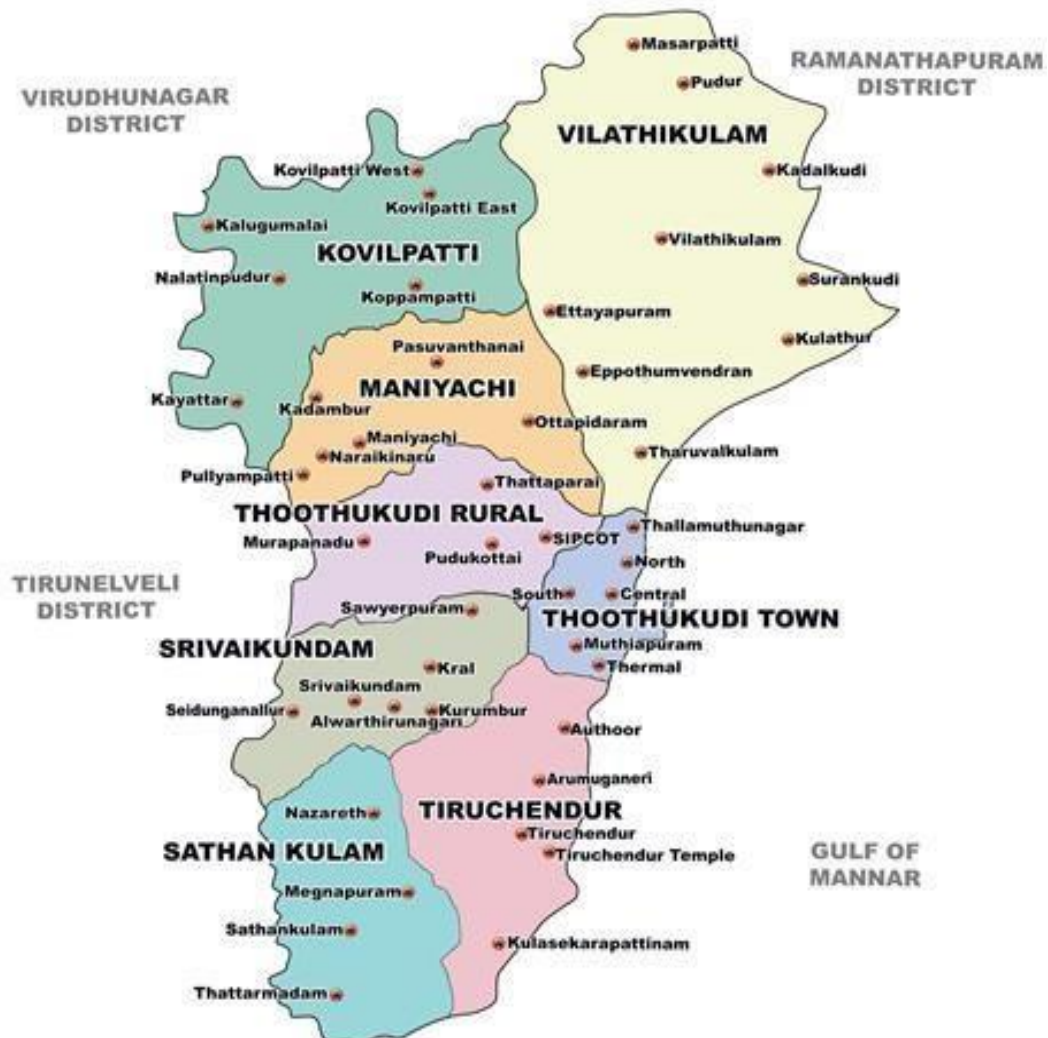 Masarpatti
RAMANATHAPURAM
DISTRICT
Pudur
VIRUDHUNAGAR
DISTRICT
VILATHIKULAM
Kovilpatti West
Kadalkudi
Kovilpatti East
Kalugumalai
Vilathikulam
KOVILPATTI
Nalatinpudur
Surankudi
Koppampatti
Ettayapuram
Kulathur
Pasuvanthanai
Eppothumvendran
MANIYACHI
Kayattar
Kadambur
Ottapidaram
Maniyachi
Naraikinaru
Tharuvalkulam
Pullyampatti
Thattaparai
THOOTHUKUDI RURAL
Thallamuthunagar
Murapanadu
SIPCOT
Pudukottai
North
TIRUNELVELI
DISTRICT
South
Central
Sawyerpuram
THOOTHUKUDI TOWN
SRIVAIKUNDAM
Muthiapuram
Kral
Thermal
Srivaikundam
Seidunganallur
Alwarthirunagari
Kurumbur
Authoor
Arumuganeri
Nazareth
TIRUCHENDUR
Tiruchendur
SATHAN KULAM
Tiruchendur Temple
GULF OF
MANNAR
Megnapuram
Sathankulam
Kulasekarapattinam
Thattarmadam